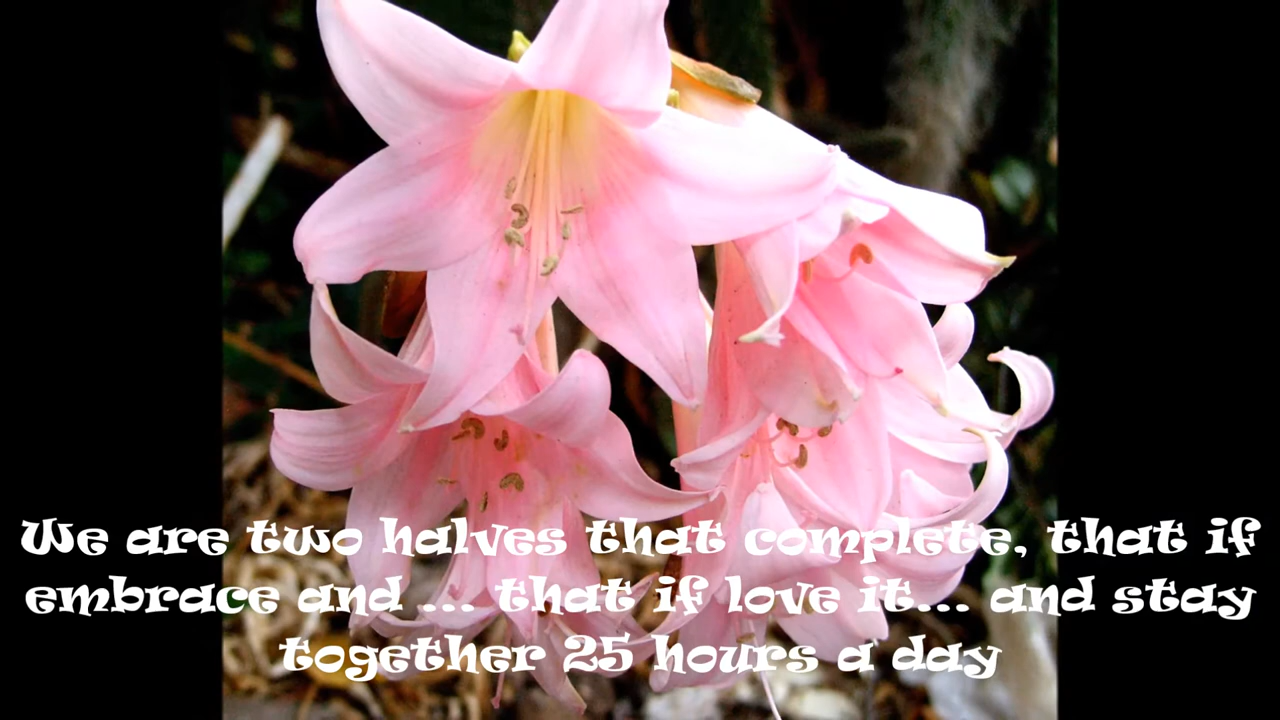 We are two halves that complete, that if
embrace and ... that if love it... and stay
together 25 hours a day